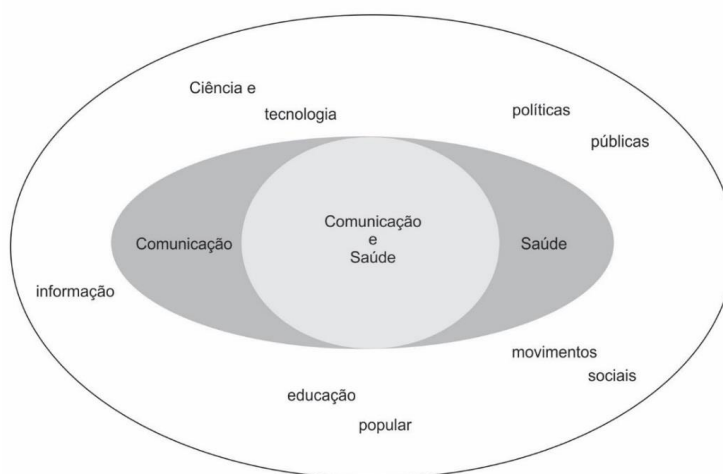 Ciência e
tecnologia
políticas
públicas
Comunicação
Comunicação
e
Saúde
Saúde
informação
movimentos
sociais
educação
popular